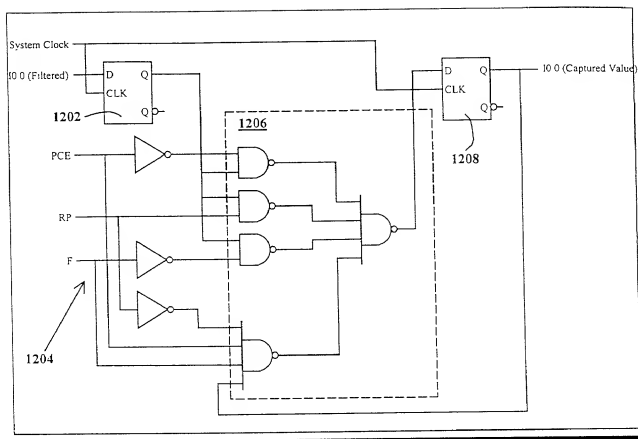 System Clock
I0 0 (Filtered)
D
Q
CLK
Q
1202
D
Q
CLK
Q
1208
I0 0 (Captured Value)
1206
PCE
RP
F
1204